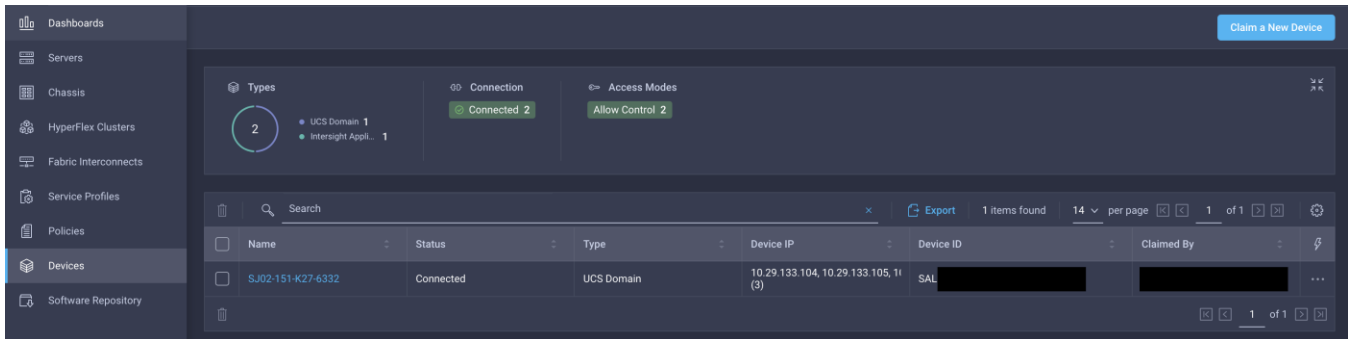 Dashboards
Servers
Chassis
HyperFlex Clusters
Fabric Interconnects
Service Profiles
Policies
Devices
Software Repository
Claim a New Device
Types
2
UCS Domain 1
Intersight Appli... 1
Connection
Connected 2
Access Modes
Allow Control 2
Search
Export
1 items found
14 per page
1 of 1
Name Status Type Device IP Device ID Claimed By
SJ02-151-K27-6332 Connected UCS Domain 10.29.133.104, 10.29.133.105, SAL
(3)
1 of 1